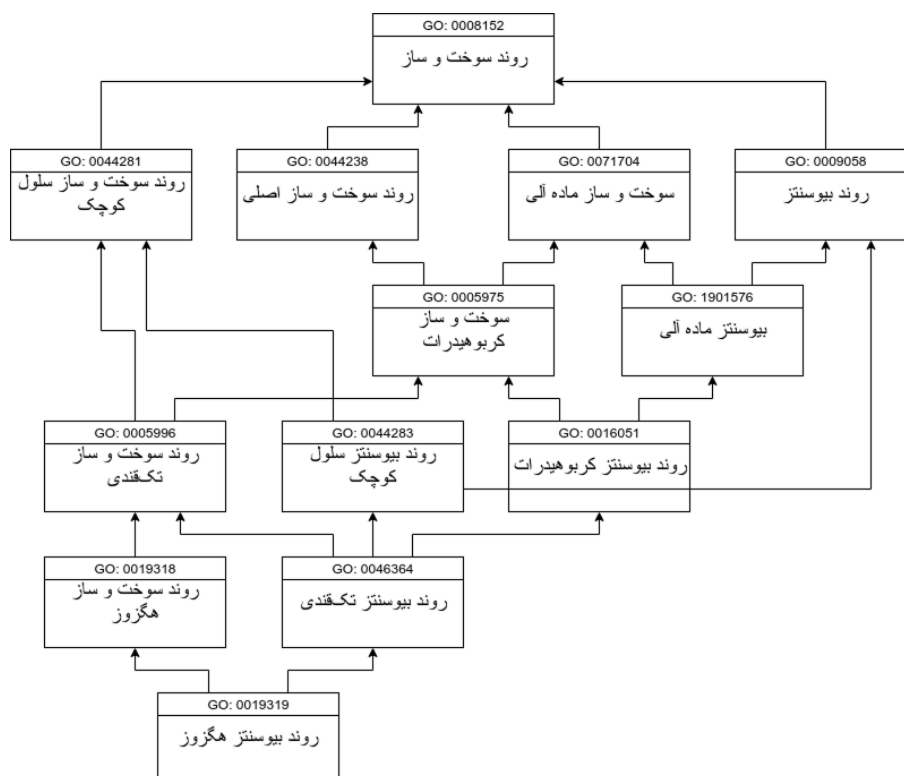 GO: 0008152
روند سوخت و ساز
GO: 0044281
روند سوخت و ساز سلول
کوچک
GO: 0044238
روند سوخت و ساز اصلی
GO: 0071704
سوخت و ساز ماده آلی
GO: 0009058
روند بیوسنتز
GO: 0005975
سوخت و ساز
کربوهیدرات
GO: 1901576
بیوسنتز ماده آلی
GO: 0005996
روند سوخت و ساز
تک‌قندی
GO: 0044283
روند بیوسنتز سلول
کوچک
GO: 0016051
روند بیوسنتز کربوهیدرات
GO: 0019318
روند سوخت و ساز
هگزوز
GO: 0046364
روند بیوسنتز تک‌قندی
GO: 0019319
روند بیوسنتز هگزوز